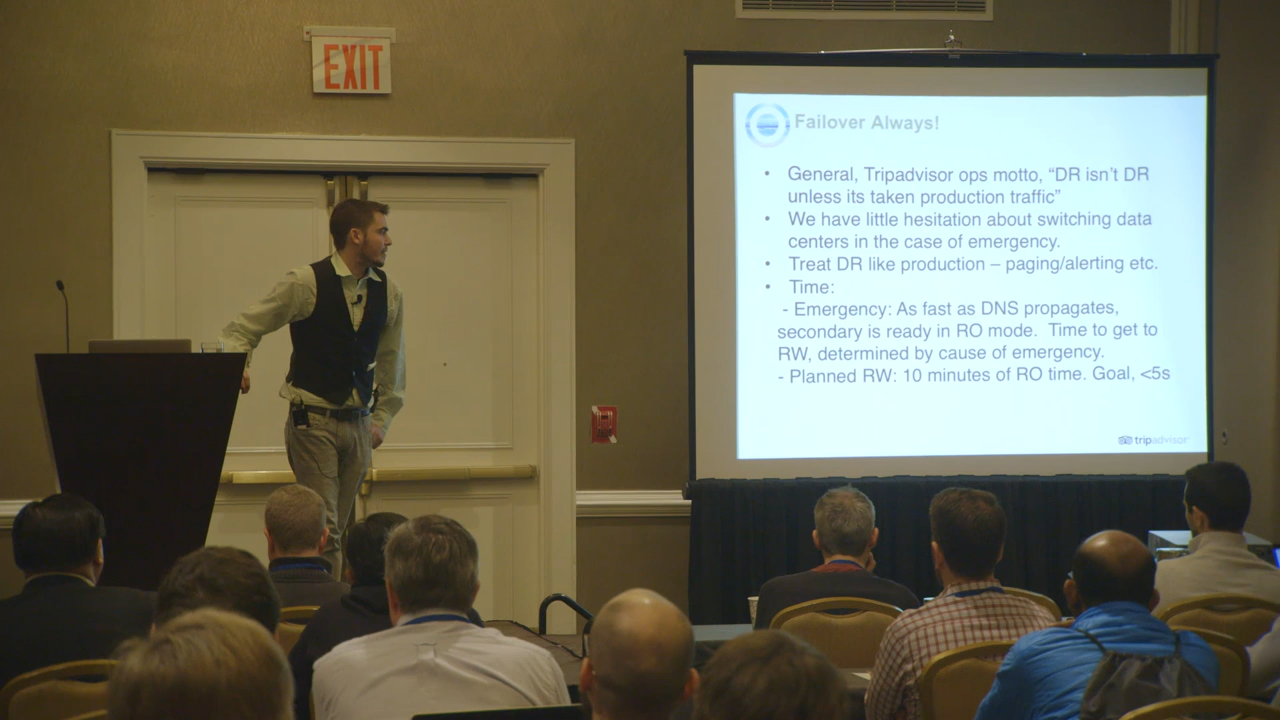 EXIT
Failover Always!
• General, Tripadvisor ops motto, “DR isn’t DR
unless its taken production traffic”
• We have little hesitation about switching data
centers in the case of emergency.
• Treat DR like production – paging/alerting etc.
• Time:
- Emergency: As fast as DNS propagates,
secondary is ready in RO mode. Time to get to
RW, determined by cause of emergency.
- Planned RW: 10 minutes of RO time. Goal, <5s
tripadvisor